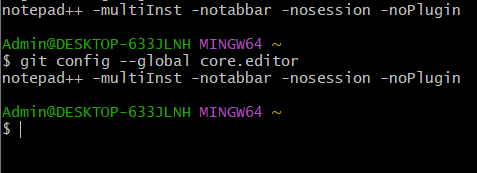 notepad++ -multiInst -notabbar -nosession -noPlugin
Admin@DESKTOP-633JLNH MINGW64 ~
$ git config --global core.editor
notepad++ -multiInst -notabbar -nosession -noPlugin
Admin@DESKTOP-633JLNH MINGW64 ~
$